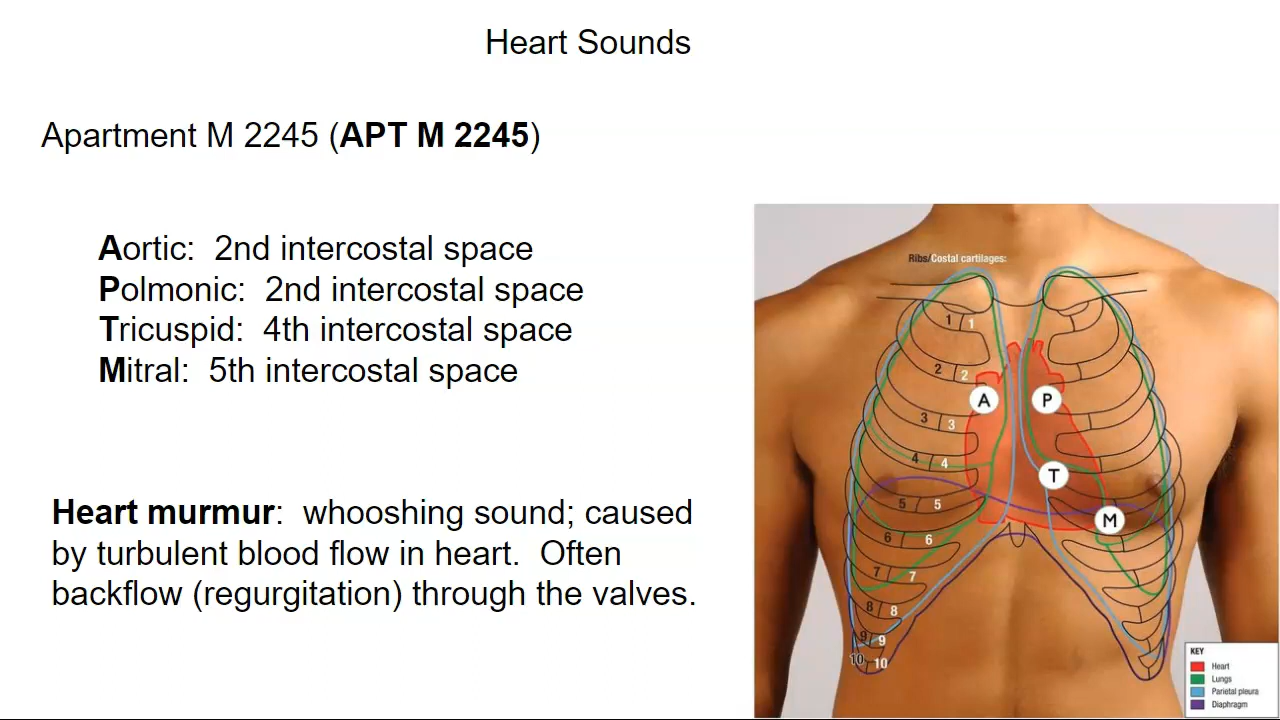 Heart Sounds
Apartment M 2245 (APT M 2245)
Aortic:  2nd intercostal space
Polmonic:  2nd intercostal space
Tricuspid:  4th intercostal space
Mitral:  5th intercostal space
Heart murmur:  whooshing sound; caused
by turbulent blood flow in heart.  Often
backflow (regurgitation) through the valves.
Ribs/Costal cartilages:
1 1
2 2
A P
3 3
4 4
T
5 5
M
6 6
7 7
8 8
9 9
10 10
KEY
Heart
Lungs
Parietal pleura
Diaphragm